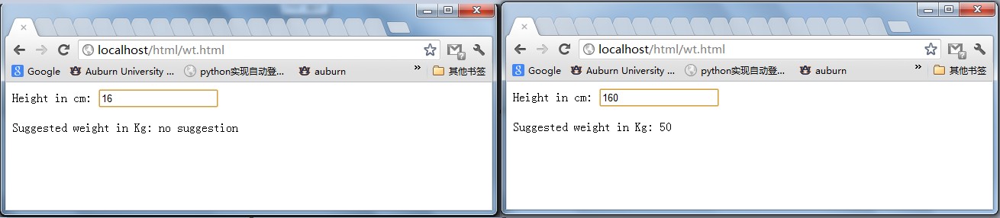 localhost/html/wt.html
Google Auburn University ... python实现自动登... auburn » 其他书签
Height in cm: 16
Suggested weight in Kg: no suggestion
localhost/html/wt.html
Google Auburn University ... python实现自动登... auburn » 其他书签
Height in cm: 160
Suggested weight in Kg: 50